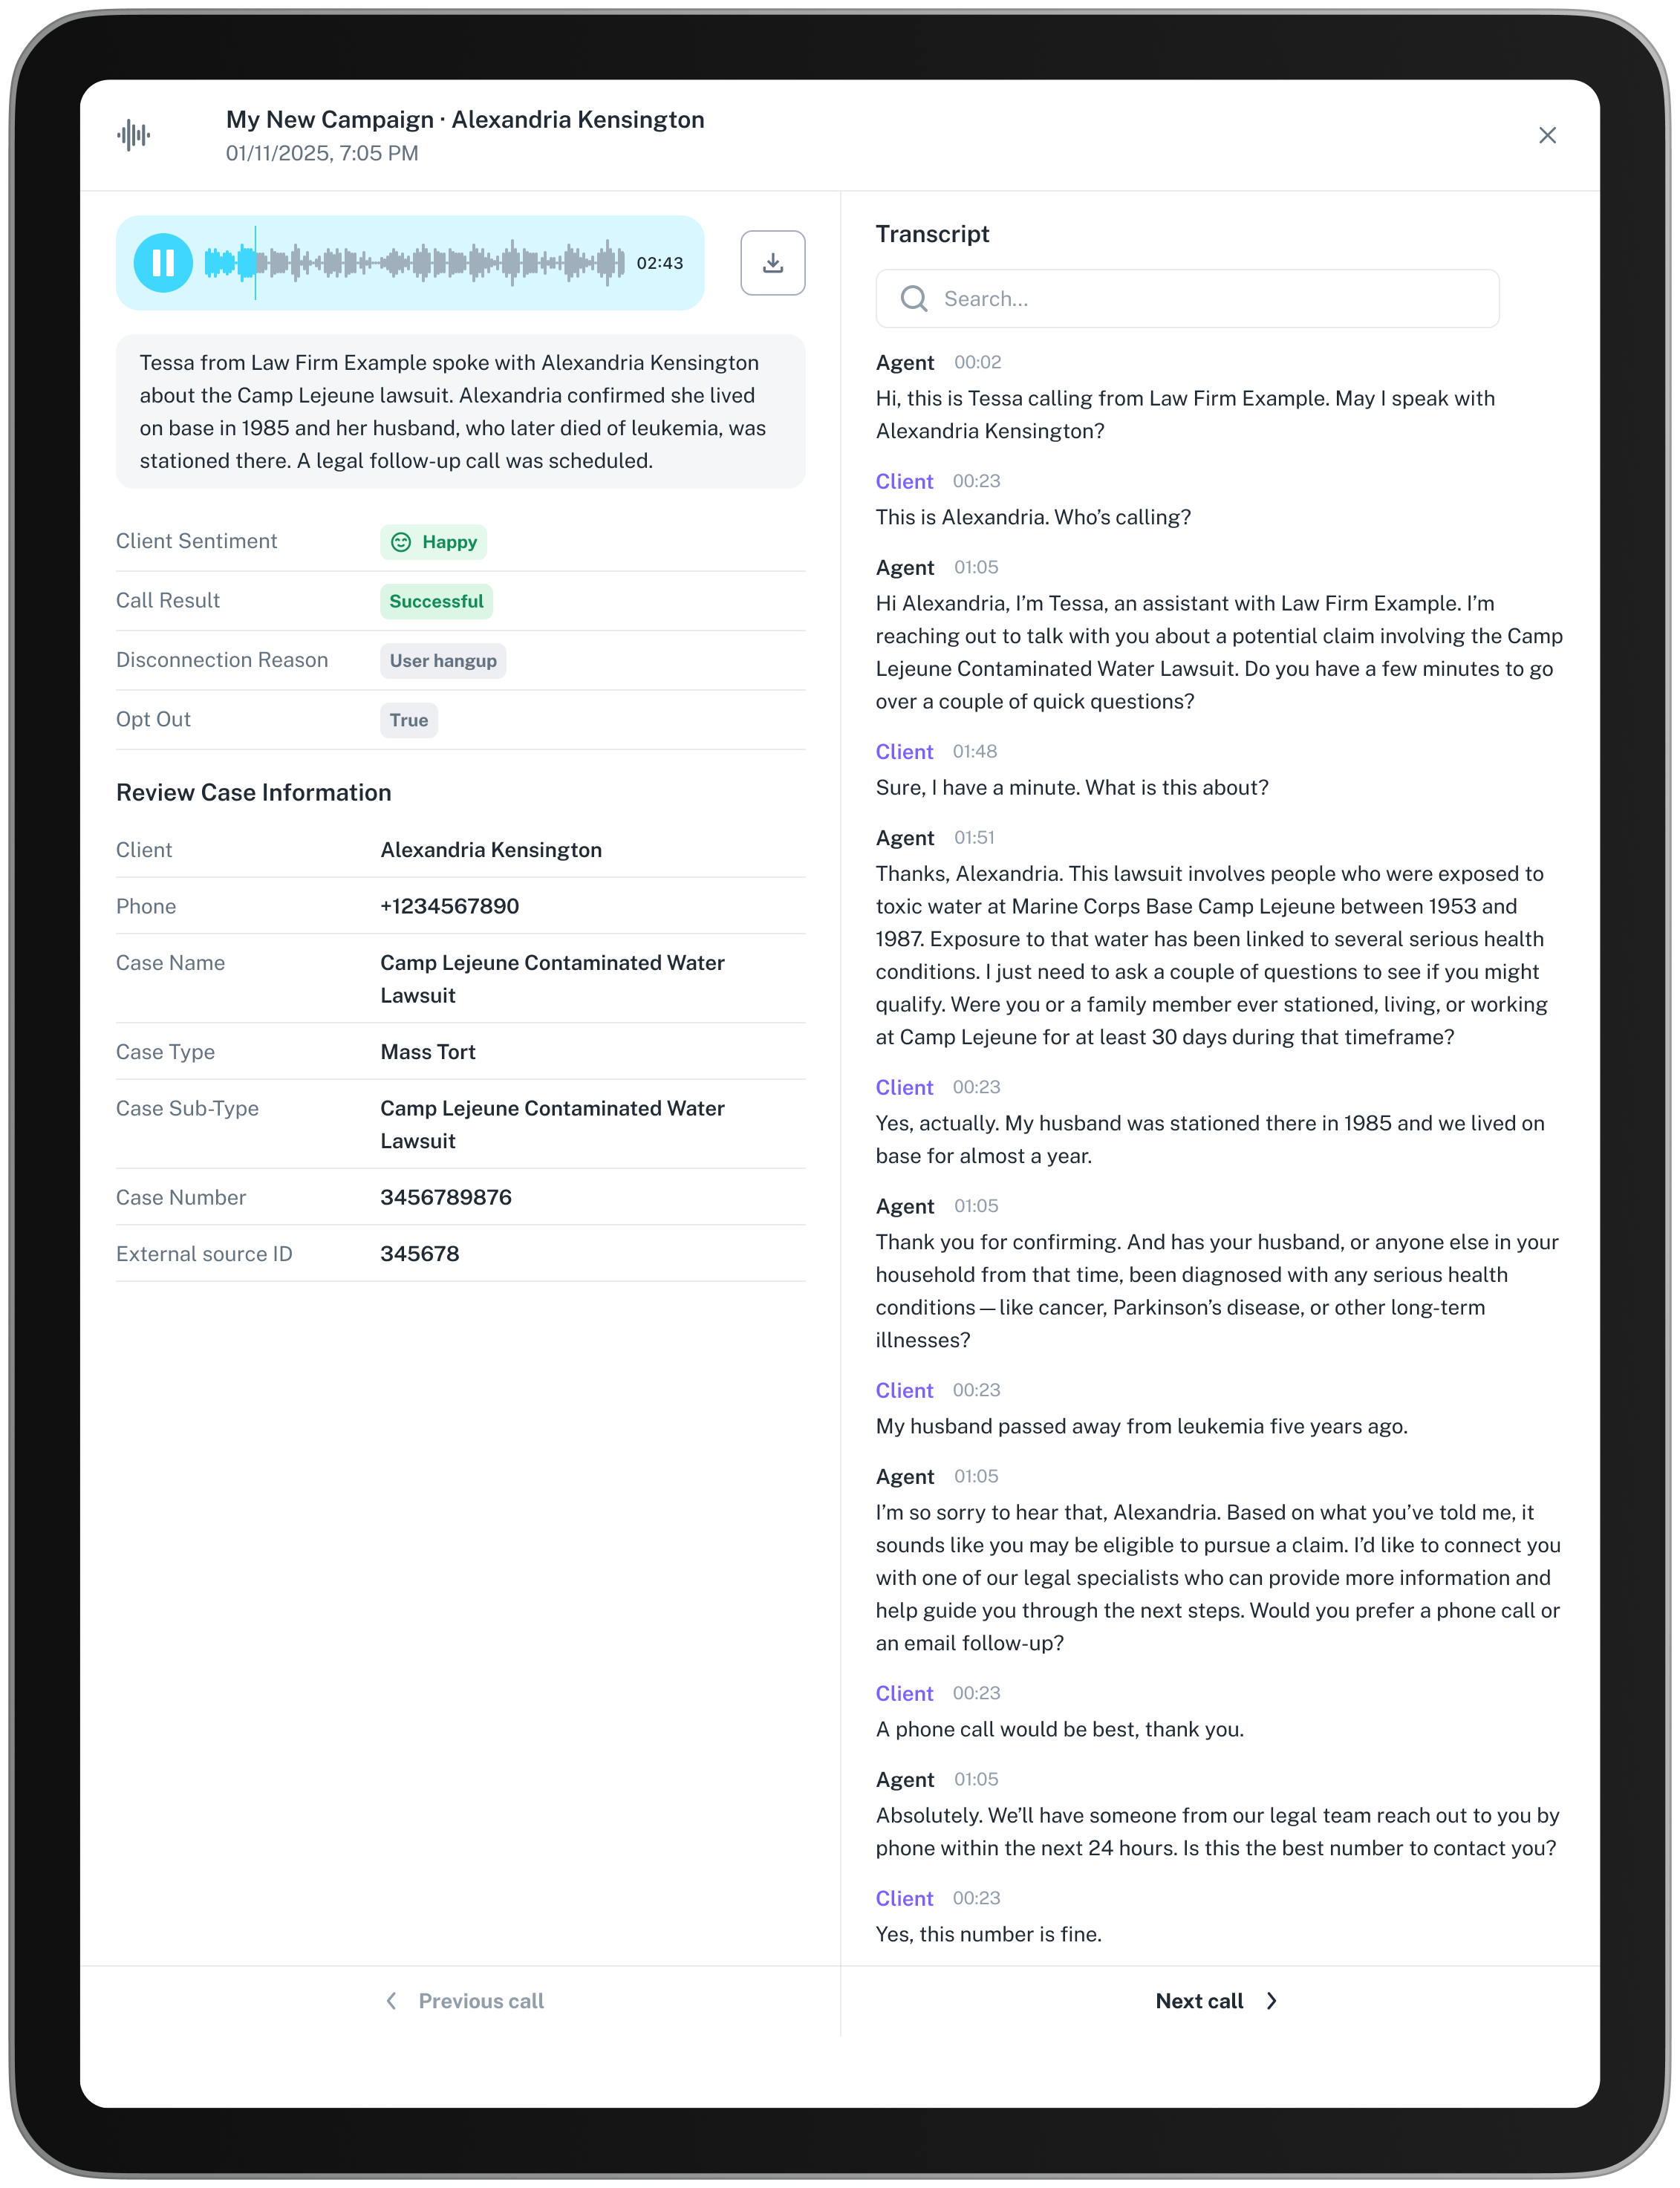 My New Campaign · Alexandria Kensington
01/11/2025, 7:05 PM
02:43
Tessa from Law Firm Example spoke with Alexandria Kensington
about the Camp Lejeune lawsuit. Alexandria confirmed she lived
on base in 1985 and her husband, who later died of leukemia, was
stationed there. A legal follow-up call was scheduled.
Client Sentiment Happy
Call Result Successful
Disconnection Reason User hangup
Opt Out True
Review Case Information
Client Alexandria Kensington
Phone +1234567890
Case Name Camp Lejeune Contaminated Water
Lawsuit
Case Type Mass Tort
Case Sub-Type Camp Lejeune Contaminated Water
Lawsuit
Case Number 3456789876
External source ID 345678
Transcript
Search...
Agent 00:02
Hi, this is Tessa calling from Law Firm Example. May I speak with
Alexandria Kensington?
Client 00:23
This is Alexandria. Who’s calling?
Agent 01:05
Hi Alexandria, I’m Tessa, an assistant with Law Firm Example. I’m
reaching out to talk with you about a potential claim involving the Camp
Lejeune Contaminated Water Lawsuit. Do you have a few minutes to go
over a couple of quick questions?
Client 01:48
Sure, I have a minute. What is this about?
Agent 01:51
Thanks, Alexandria. This lawsuit involves people who were exposed to
toxic water at Marine Corps Base Camp Lejeune between 1953 and
1987. Exposure to that water has been linked to several serious health
conditions. I just need to ask a couple of questions to see if you might
qualify. Were you or a family member ever stationed, living, or working
at Camp Lejeune for at least 30 days during that timeframe?
Client 00:23
Yes, actually. My husband was stationed there in 1985 and we lived on
base for almost a year.
Agent 01:05
Thank you for confirming. And has your husband, or anyone else in your
household from that time, been diagnosed with any serious health
conditions — like cancer, Parkinson’s disease, or other long-term
illnesses?
Client 00:23
My husband passed away from leukemia five years ago.
Agent 01:05
I’m so sorry to hear that, Alexandria. Based on what you’ve told me, it
sounds like you may be eligible to pursue a claim. I’d like to connect you
with one of our legal specialists who can provide more information and
help guide you through the next steps. Would you prefer a phone call or
an email follow-up?
Client 00:23
A phone call would be best, thank you.
Agent 01:05
Absolutely. We’ll have someone from our legal team reach out to you by
phone within the next 24 hours. Is this the best number to contact you?
Client 00:23
Yes, this number is fine.
Previous call
Next call